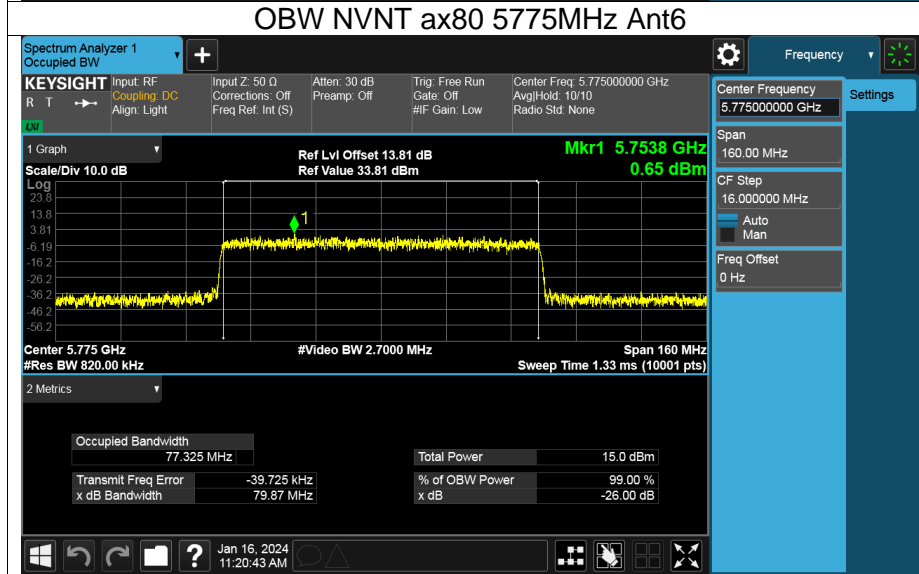 OBW NVNT ax80 5775MHz Ant6
Spectrum Analyzer 1
Occupied BW
+
Frequency
KEYSIGHT
R T
LXI
Input: RF
Coupling: DC
Align: Light
Input Z: 50 Ω
Corrections: Off
Freq Ref: Int (S)
Atten: 30 dB
Preamp: Off
Trig: Free Run
Gate: Off
#IF Gain: Low
Center Freq: 5.775000000 GHz
Avg|Hold: 10/10
Radio Std: None
Center Frequency
5.775000000 GHz
Settings
Span
160.00 MHz
CF Step
16.000000 MHz
Auto
Man
Freq Offset
0 Hz
1 Graph
Scale/Div 10.0 dB
Ref Lvl Offset 13.81 dB
Ref Value 33.81 dBm
Mkr1 5.7538 GHz
0.65 dBm
Log
23.8
13.8
3.81
-6.19
-16.2
-26.2
-36.2
-46.2
-56.2
1
Center 5.775 GHz
#Res BW 820.00 kHz
#Video BW 2.7000 MHz
Span 160 MHz
Sweep Time 1.33 ms (10001 pts)
2 Metrics
Occupied Bandwidth
77.325 MHz
Total Power 15.0 dBm
Transmit Freq Error -39.725 kHz
% of OBW Power 99.00 %
x dB Bandwidth 79.87 MHz
x dB -26.00 dB
?
Jan 16, 2024
11:20:43 AM